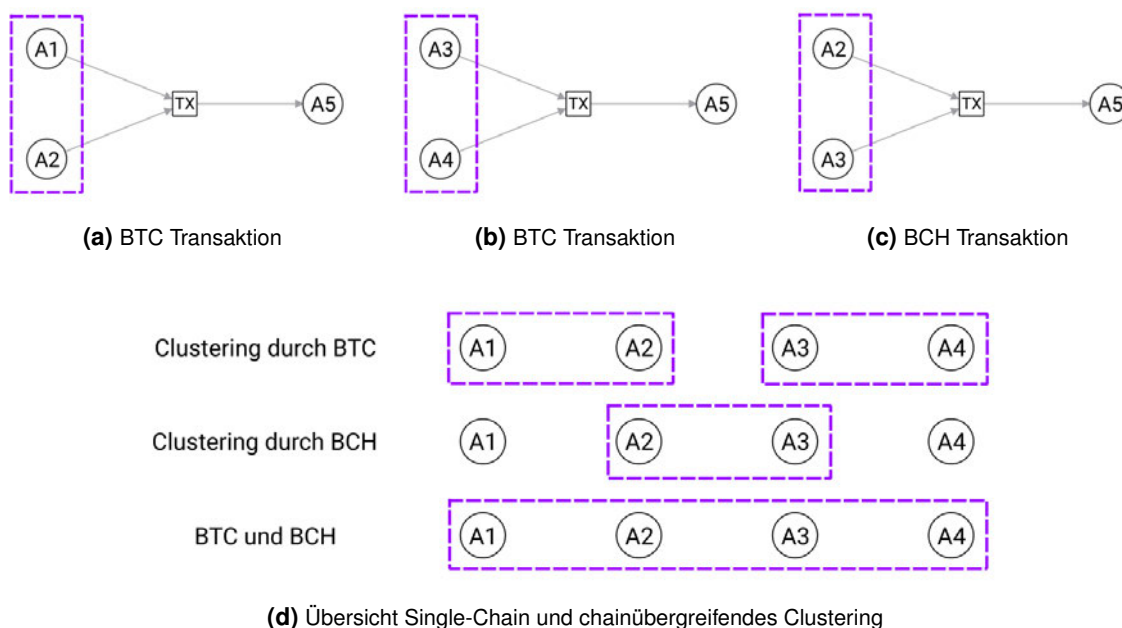 A1
A3
A2
TX
A5
TX
A5
TX
A5
A2
A4
A3
(a) BTC Transaktion
(b) BTC Transaktion
(c) BCH Transaktion
Clustering durch BTC A1 A2 A3 A4
Clustering durch BCH A1 A2 A3 A4
BTC und BCH A1 A2 A3 A4
(d) Übersicht Single-Chain und chainübergreifendes Clustering